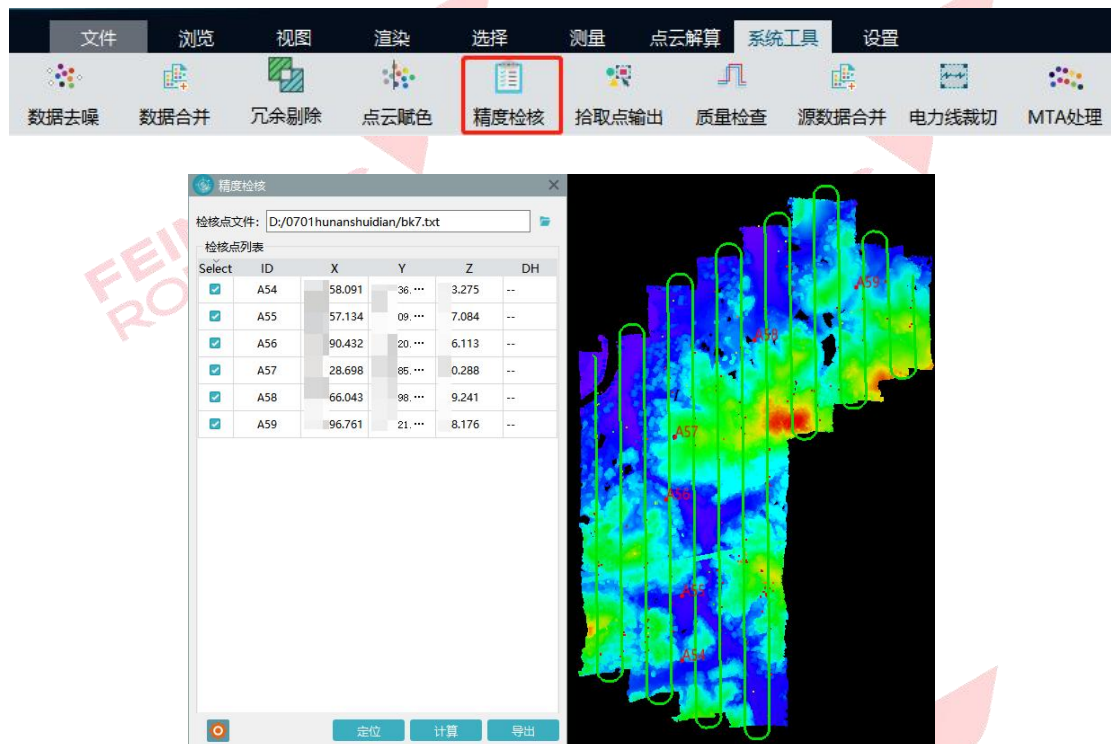 文件 浏览 视图 渲染 选择 测量 点云解算 系统工具 设置
数据去噪 数据合并 冗余剔除 点云赋色 精度检核 拾取点输出 质量检查 源数据合并 电力线裁切 MTA处理
精度检核
检核点文件: D:/0701hunanshuidian/bk7.txt
检核点列表
Select ID X Y Z DH
A54 58.091 36.... 3.275 --
A55 57.134 09.... 7.084 --
A56 90.432 20.... 6.113 --
A57 28.698 85.... 0.288 --
A58 66.043 98.... 9.241 --
A59 96.761 21.... 8.176 --
定位 计算 导出
A59
A58
A57
A56
A55
A54